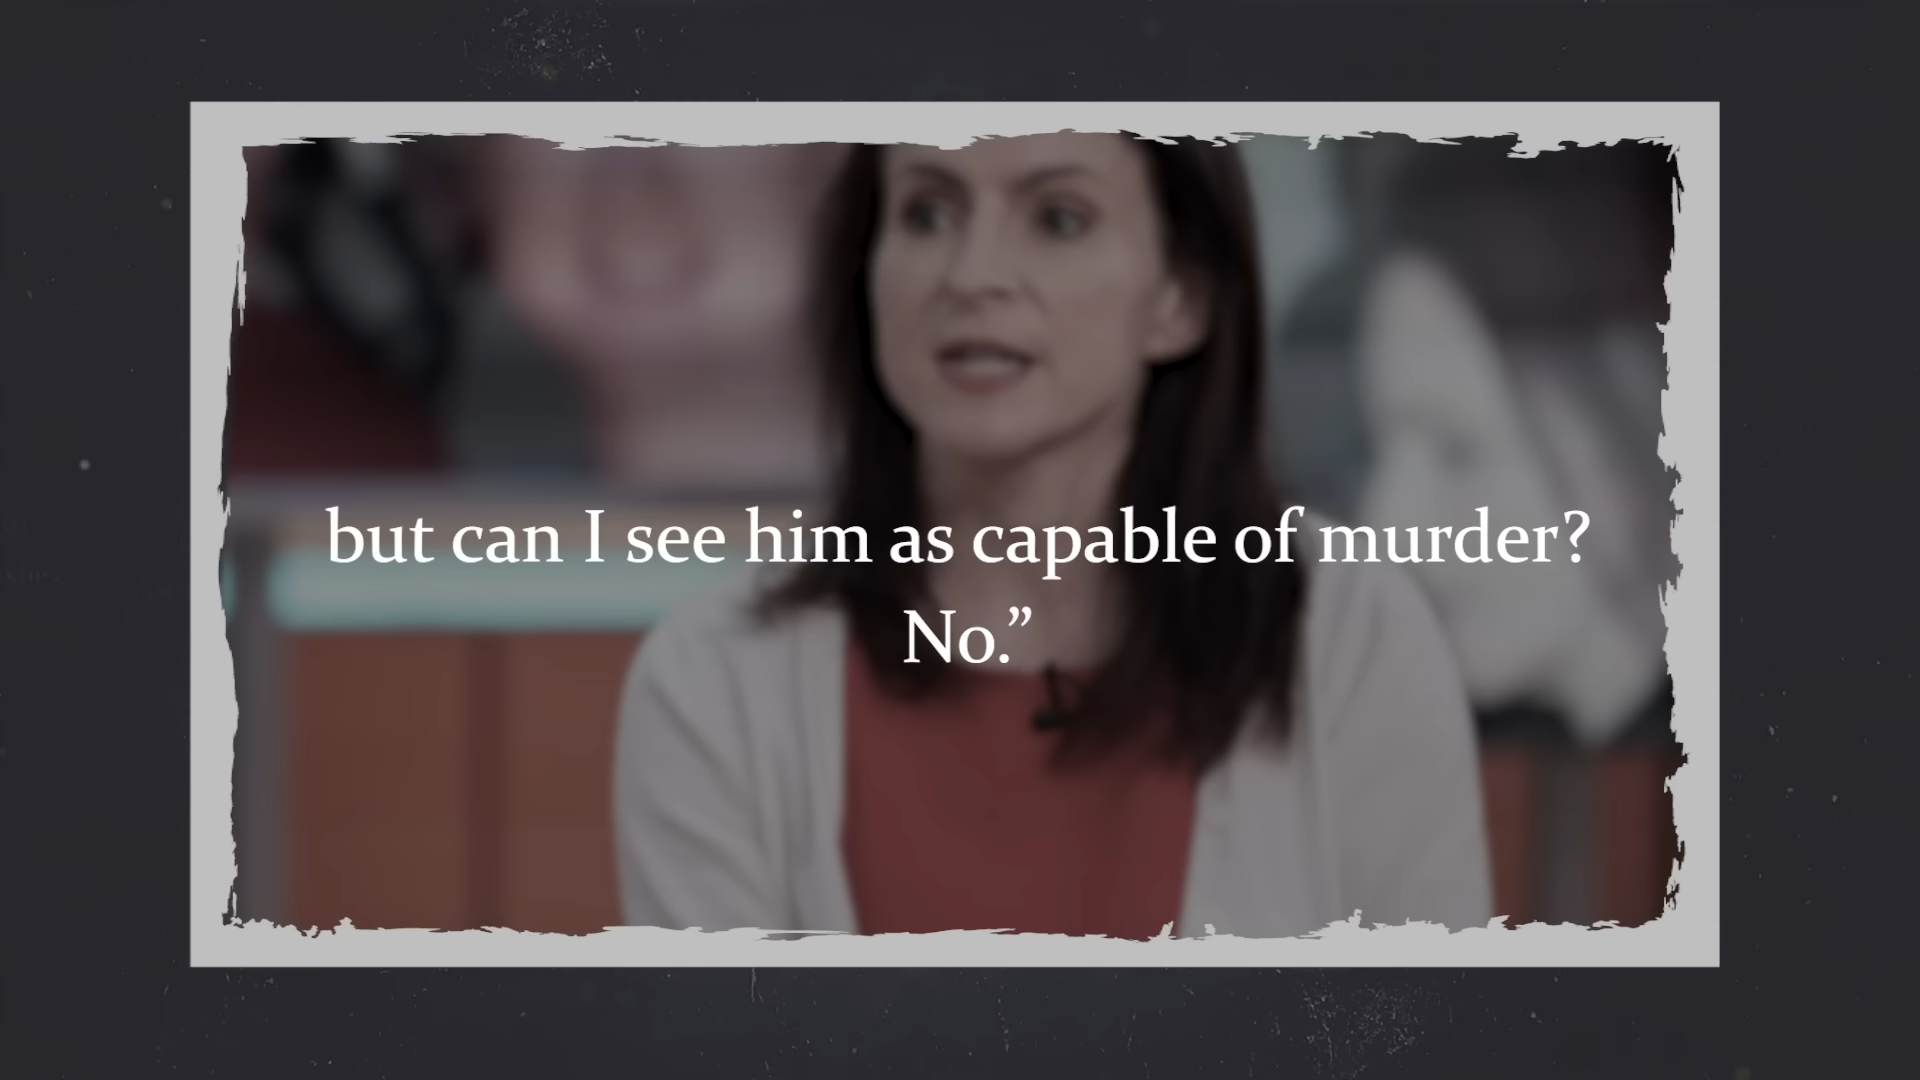 but can I see him as capable of murder?
No.”